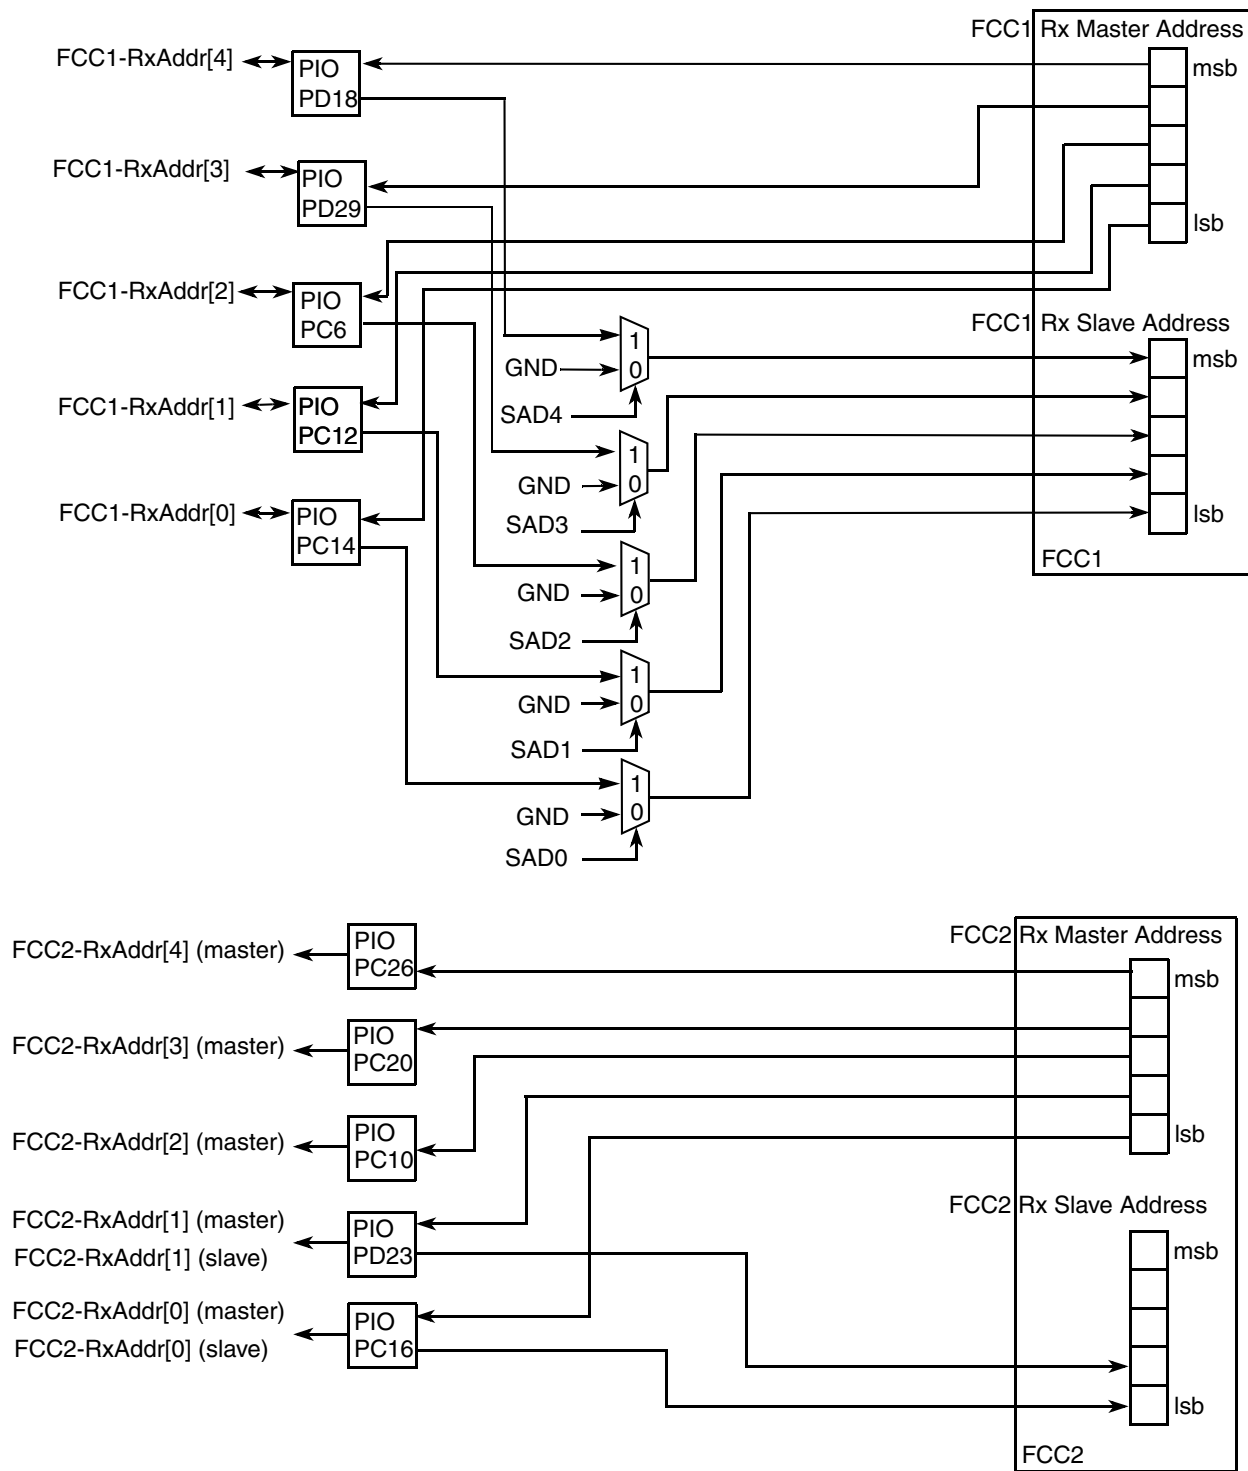 FCC1 Rx Master Address
FCC1-RxAddr[4]
PIO
PD18
msb
FCC1-RxAddr[3]
PIO
PD29
lsb
FCC1-RxAddr[2]
PIO
PC6
FCC1 Rx Slave Address
msb
1
0
GND
SAD4
FCC1-RxAddr[1]
PIO
PC12
1
0
GND
SAD3
FCC1-RxAddr[0]
PIO
PC14
lsb
FCC1
1
0
GND
SAD2
1
0
GND
SAD1
1
0
GND
SAD0
FCC2 Rx Master Address
FCC2-RxAddr[4] (master)
PIO
PC26
msb
FCC2-RxAddr[3] (master)
PIO
PC20
FCC2-RxAddr[2] (master)
PIO
PC10
lsb
FCC2 Rx Slave Address
FCC2-RxAddr[1] (master)
FCC2-RxAddr[1] (slave)
PIO
PD23
msb
FCC2-RxAddr[0] (master)
FCC2-RxAddr[0] (slave)
PIO
PC16
lsb
FCC2